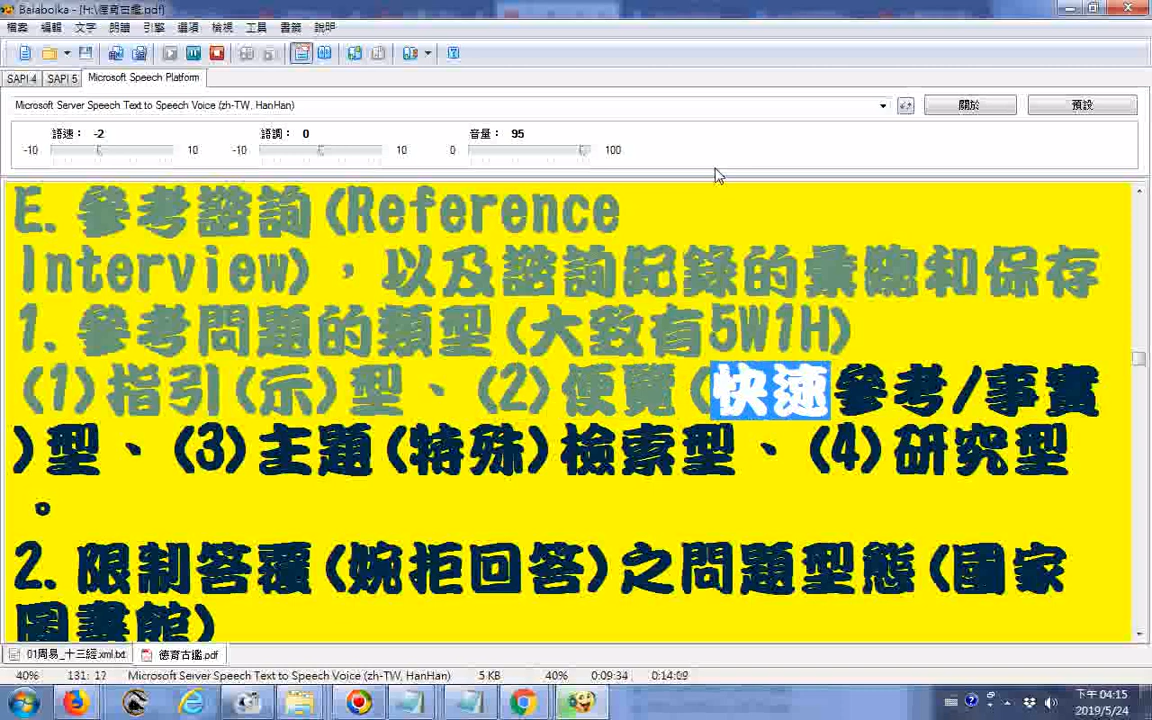 Balabolka - [H:\德育古鑑.pdf]
檔案 編輯 文字 朗讀 引擎 選項 檢視 工具 書籤 說明
SAPI 4 SAPI 5 Microsoft Speech Platform
Microsoft Server Speech Text to Speech Voice (zh-TW, HanHan) 關於 預設
語速： -2 語調： 0 音量： 95
-10 10 -10 10 0 100
E.參考諮詢(Reference
Interview)，以及諮詢記錄的彙總和保存
1.參考問題的類型(大致有5W1H)
(1)指引(示)型、(2)便覽(快速參考/事實
)型、(3)主題(特殊)檢索型、(4)研究型
。
2.限制答覆(婉拒回答)之問題型態(國家
圖書館)
01周易_十三經.xml.txt 德育古鑑.pdf
40% 131: 17 Microsoft Server Speech Text to Speech Voice (zh-TW, HanHan) 5 KB 40% 0:09:34 0:14:09
下午 04:15
2019/5/24